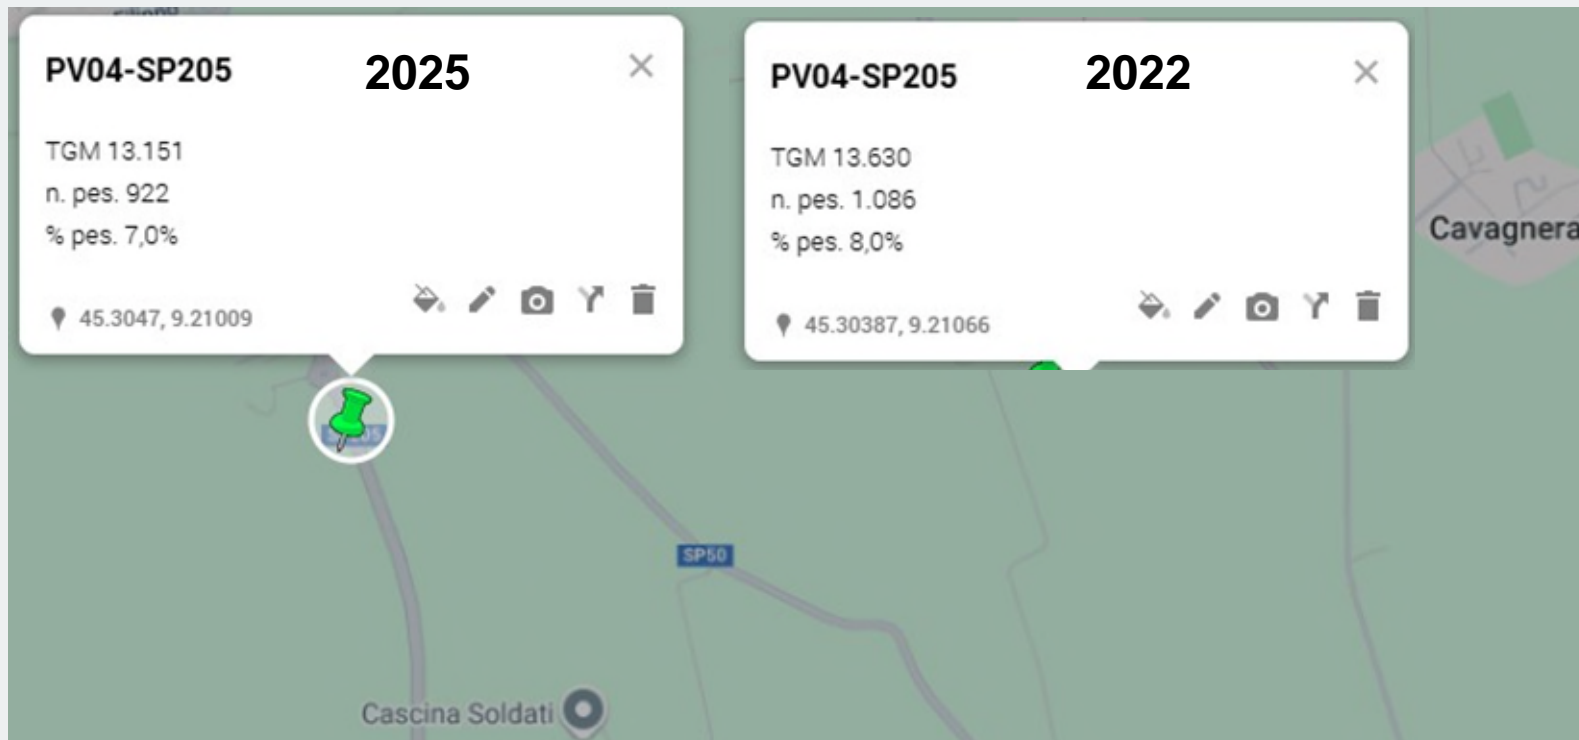 PV04-SP205
2025
TGM 13.151
n. pes. 922
% pes. 7,0%
45.3047, 9.21009
PV04-SP205
2022
TGM 13.630
n. pes. 1.086
% pes. 8,0%
45.30387, 9.21066
Cavagnera
SP205
SP50
Cascina Soldati